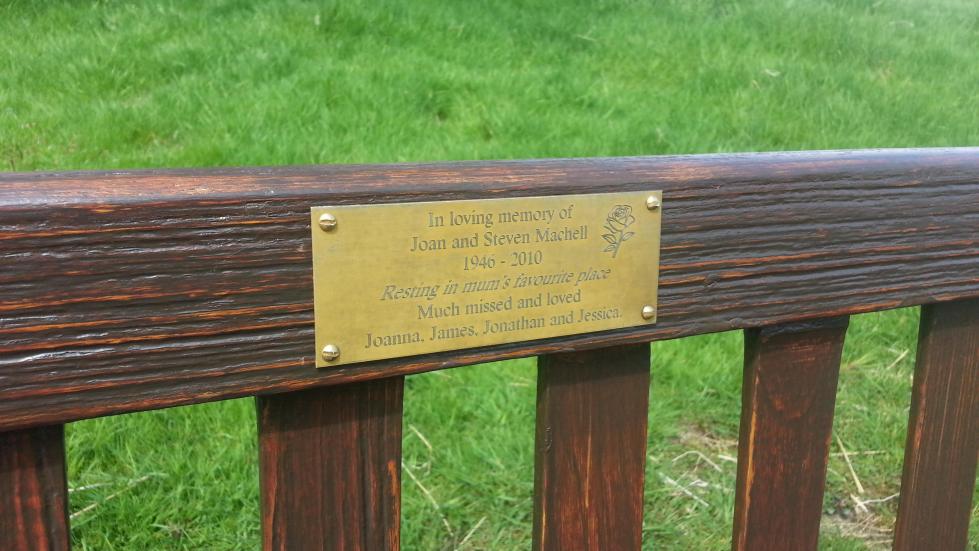 In loving memory of
Joan and Steven Machell
1946 - 2010
Resting in mum's favourite place
Much missed and loved
Joanna, James, Jonathan and Jessica.